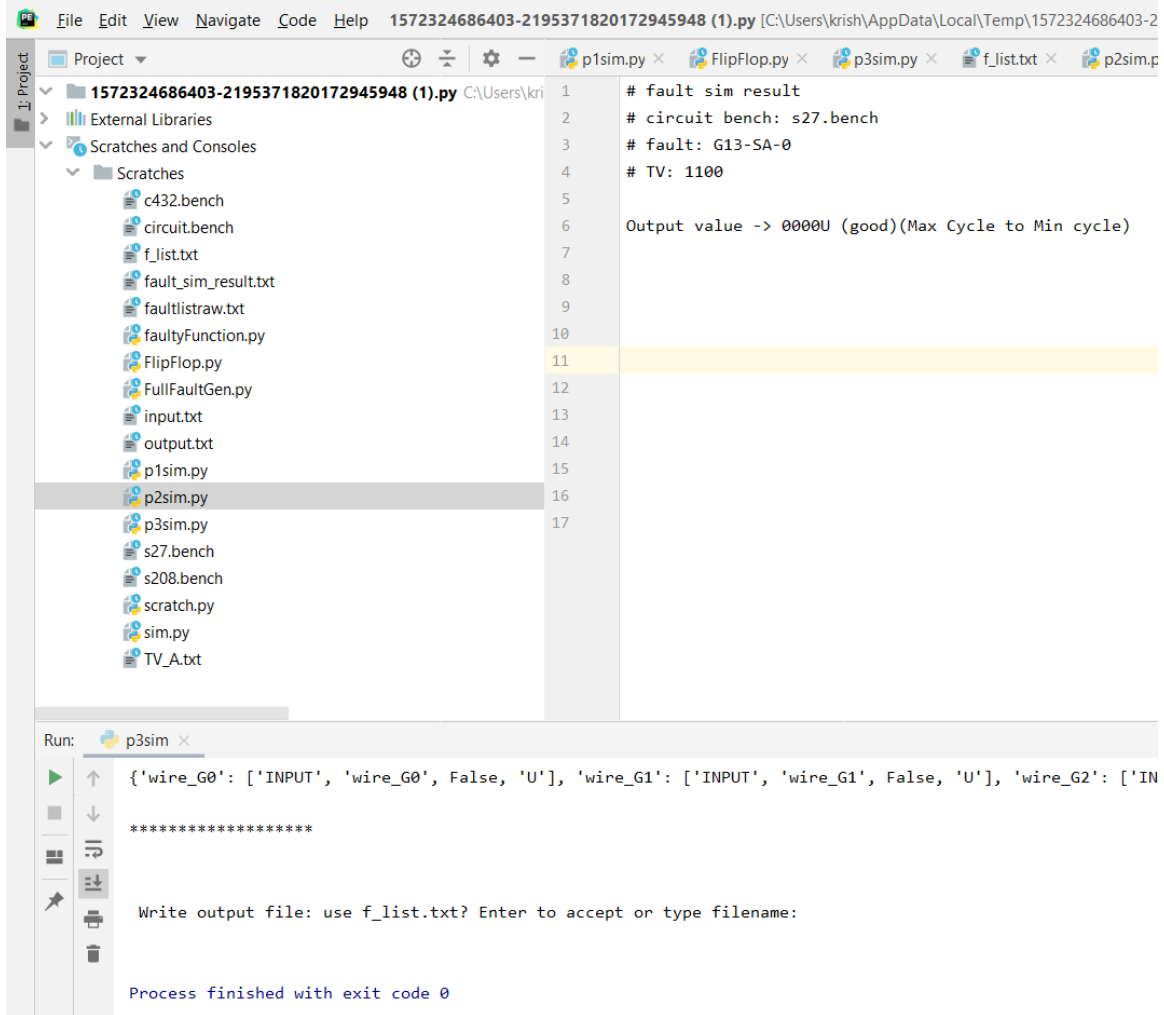 PE File Edit View Navigate Code Help 1572324686403-2195371820172945948 (1).py [C:\Users\krish\AppData\Local\Temp\1572324686403-2
1: Project
Project
p1sim.py × FlipFlop.py × p3sim.py × f_list.txt × p2sim.p
1572324686403-2195371820172945948 (1).py C:\Users\kri
External Libraries
Scratches and Consoles
Scratches
c432.bench
circuit.bench
f_list.txt
fault_sim_result.txt
faultlistraw.txt
faultyFunction.py
FlipFlop.py
FullFaultGen.py
input.txt
output.txt
p1sim.py
p2sim.py
p3sim.py
s27.bench
s208.bench
scratch.py
sim.py
TV_A.txt
1 # fault sim result
2 # circuit bench: s27.bench
3 # fault: G13-SA-0
4 # TV: 1100
5
6 Output value -> 0000U (good)(Max Cycle to Min cycle)
7
8
9
10
11
12
13
14
15
16
17
Run: p3sim ×
{'wire_G0': ['INPUT', 'wire_G0', False, 'U'], 'wire_G1': ['INPUT', 'wire_G1', False, 'U'], 'wire_G2': ['IN
*******************
Write output file: use f_list.txt? Enter to accept or type filename:
Process finished with exit code 0